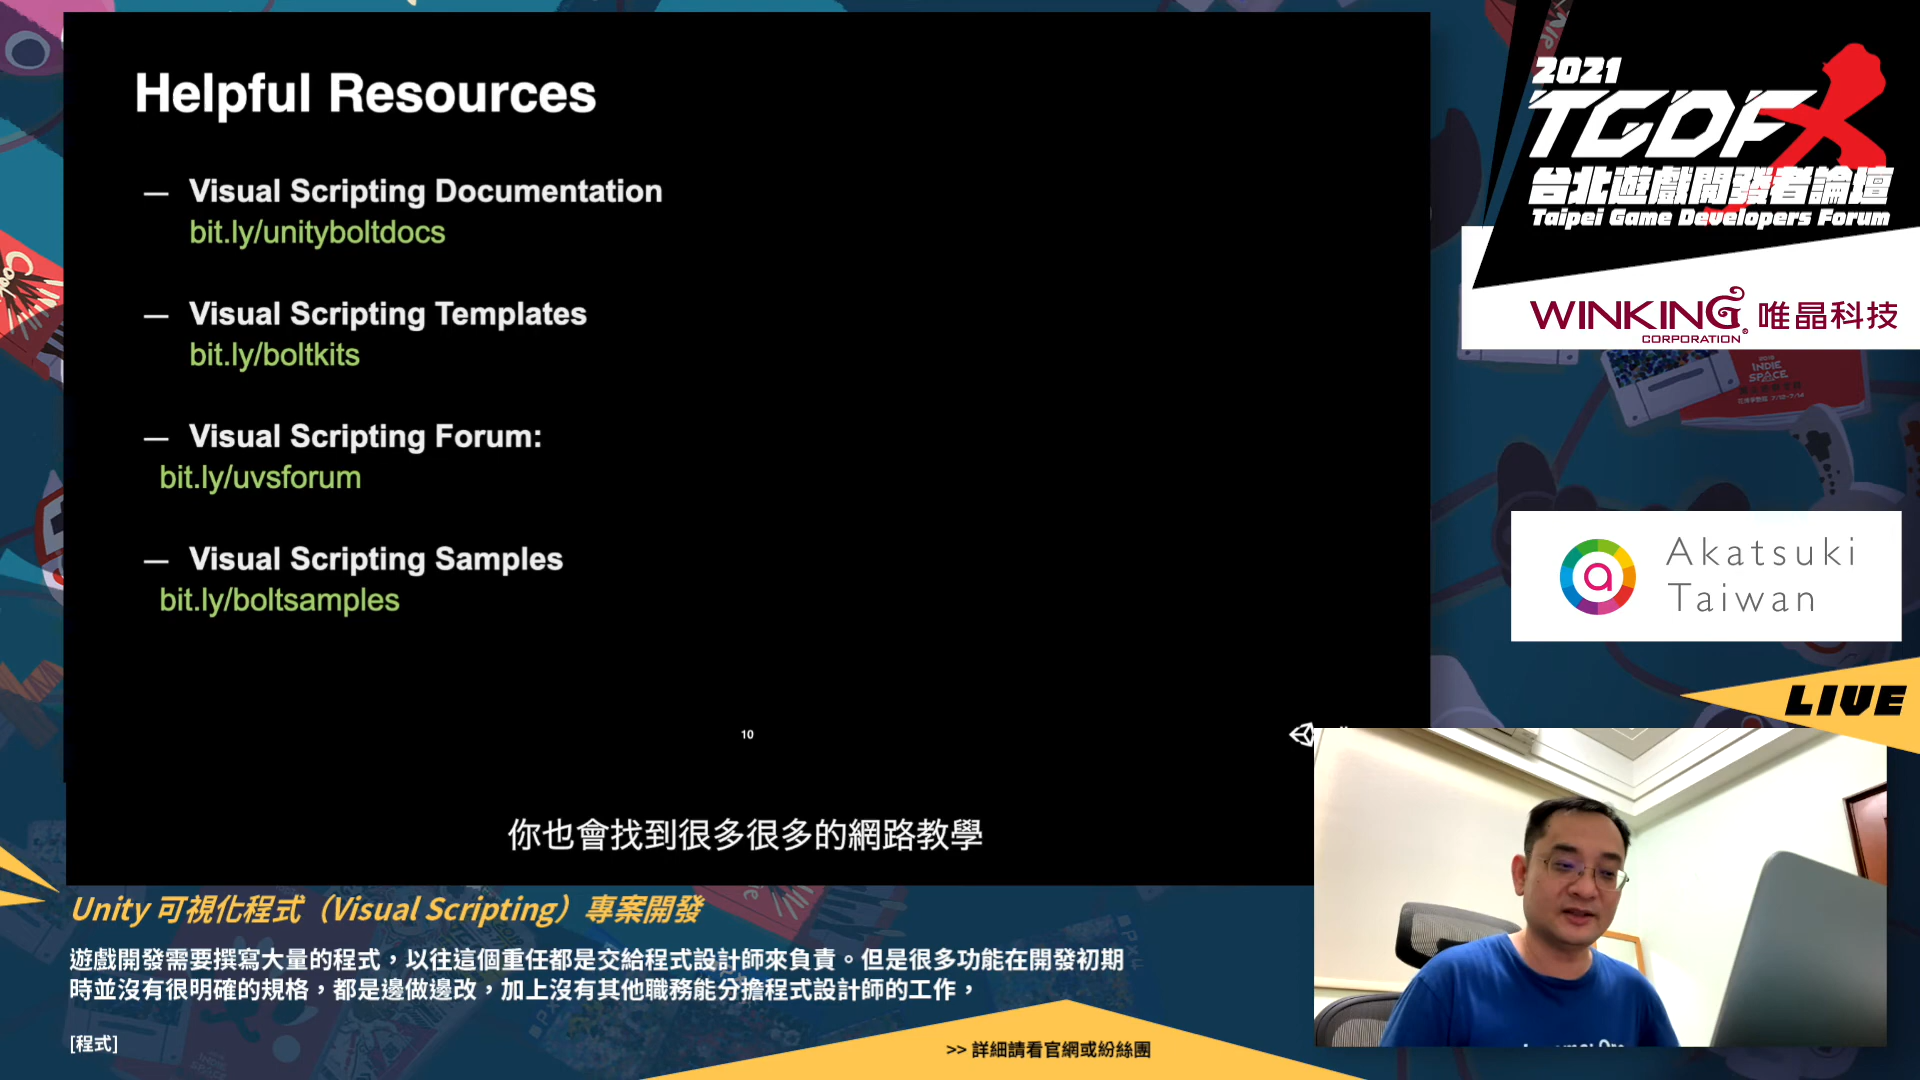 Helpful Resources
— Visual Scripting Documentation
bit.ly/unityboltdocs
— Visual Scripting Templates
bit.ly/boltkits
— Visual Scripting Forum:
bit.ly/uvsforum
— Visual Scripting Samples
bit.ly/boltsamples
10
你也會找到很多很多的網路教學
2021
TGDF
台北遊戲開發者論壇
Taipei Game Developers Forum
WINKING 唯晶科技
CORPORATION
INDIE
SPACE
Akatsuki
Taiwan
LIVE
Unity 可視化程式（Visual Scripting）專案開發
遊戲開發需要撰寫大量的程式，以往這個重任都是交給程式設計師來負責。但是很多功能在開發初期
時並沒有很明確的規格，都是邊做邊改，加上沒有其他職務能分擔程式設計師的工作，
[程式]
>> 詳細請看官網或紛絲團